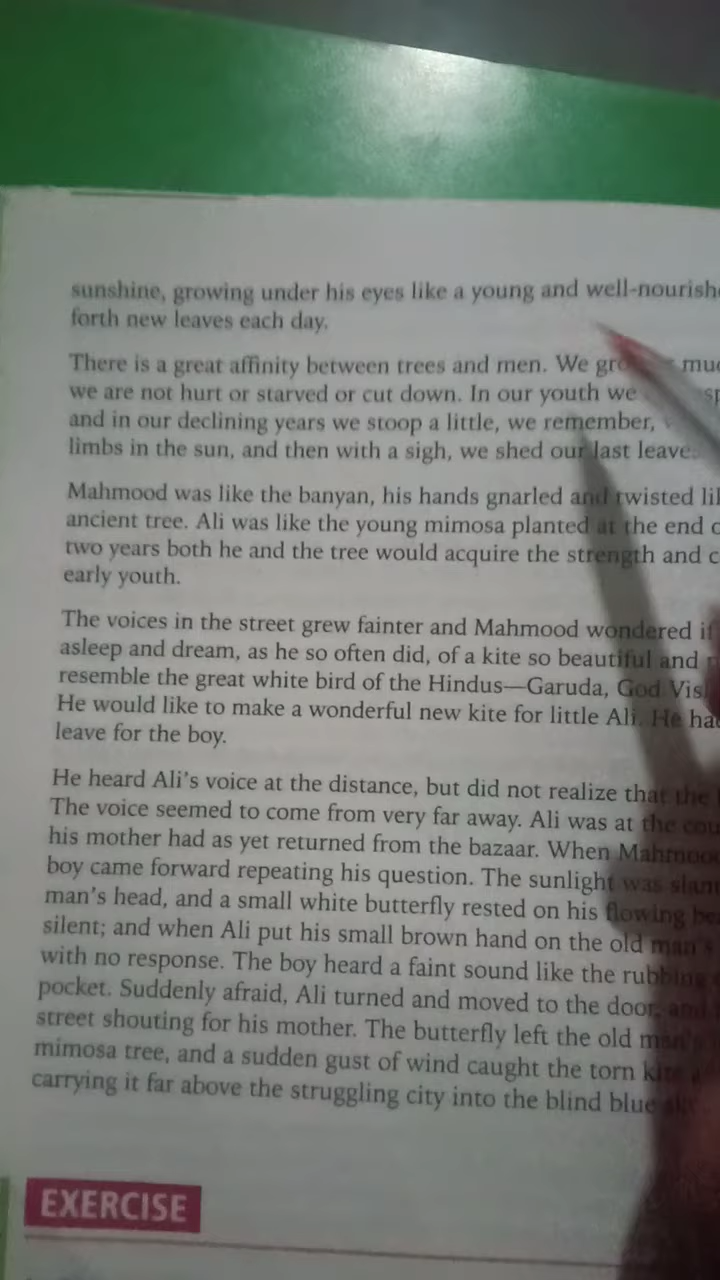 sunshine, growing under his eyes like a young and
forth new leaves each day.
There is a great affinity between trees and men. We
we are not hurt or starved or cut down. In our youth we
and in our declining years we stoop a little, we remember,
limbs in the sun, and then with a sigh, we shed our last
Mahmood was like the banyan, his hands gnarled and twisted
ancient tree. Ali was like the young mimosa planted at the end
two years both he and the tree would acquire the strength and
early youth.
The voices in the street grew fainter and Mahmood wondered
asleep and dream, as he so often did, of a kite so beautiful and
resemble the great white bird of the Hindus—Garuda, God
He would like to make a wonderful new kite for little Ali. He
leave for the boy.
He heard Ali's voice at the distance, but did not realize that the
The voice seemed to come from very far away. Ali was at the
his mother had as yet returned from the bazaar. When
boy came forward repeating his question. The sunlight was
man's head, and a small white butterfly rested on his flowing
silent; and when Ali put his small brown hand on the old man's
with no response. The boy heard a faint sound like the
pocket. Suddenly afraid, Ali turned and moved to the door, and
street shouting for his mother. The butterfly left the old man's
mimosa tree, and a sudden gust of wind caught the torn
carrying it far above the struggling city into the blind blue
EXERCISE